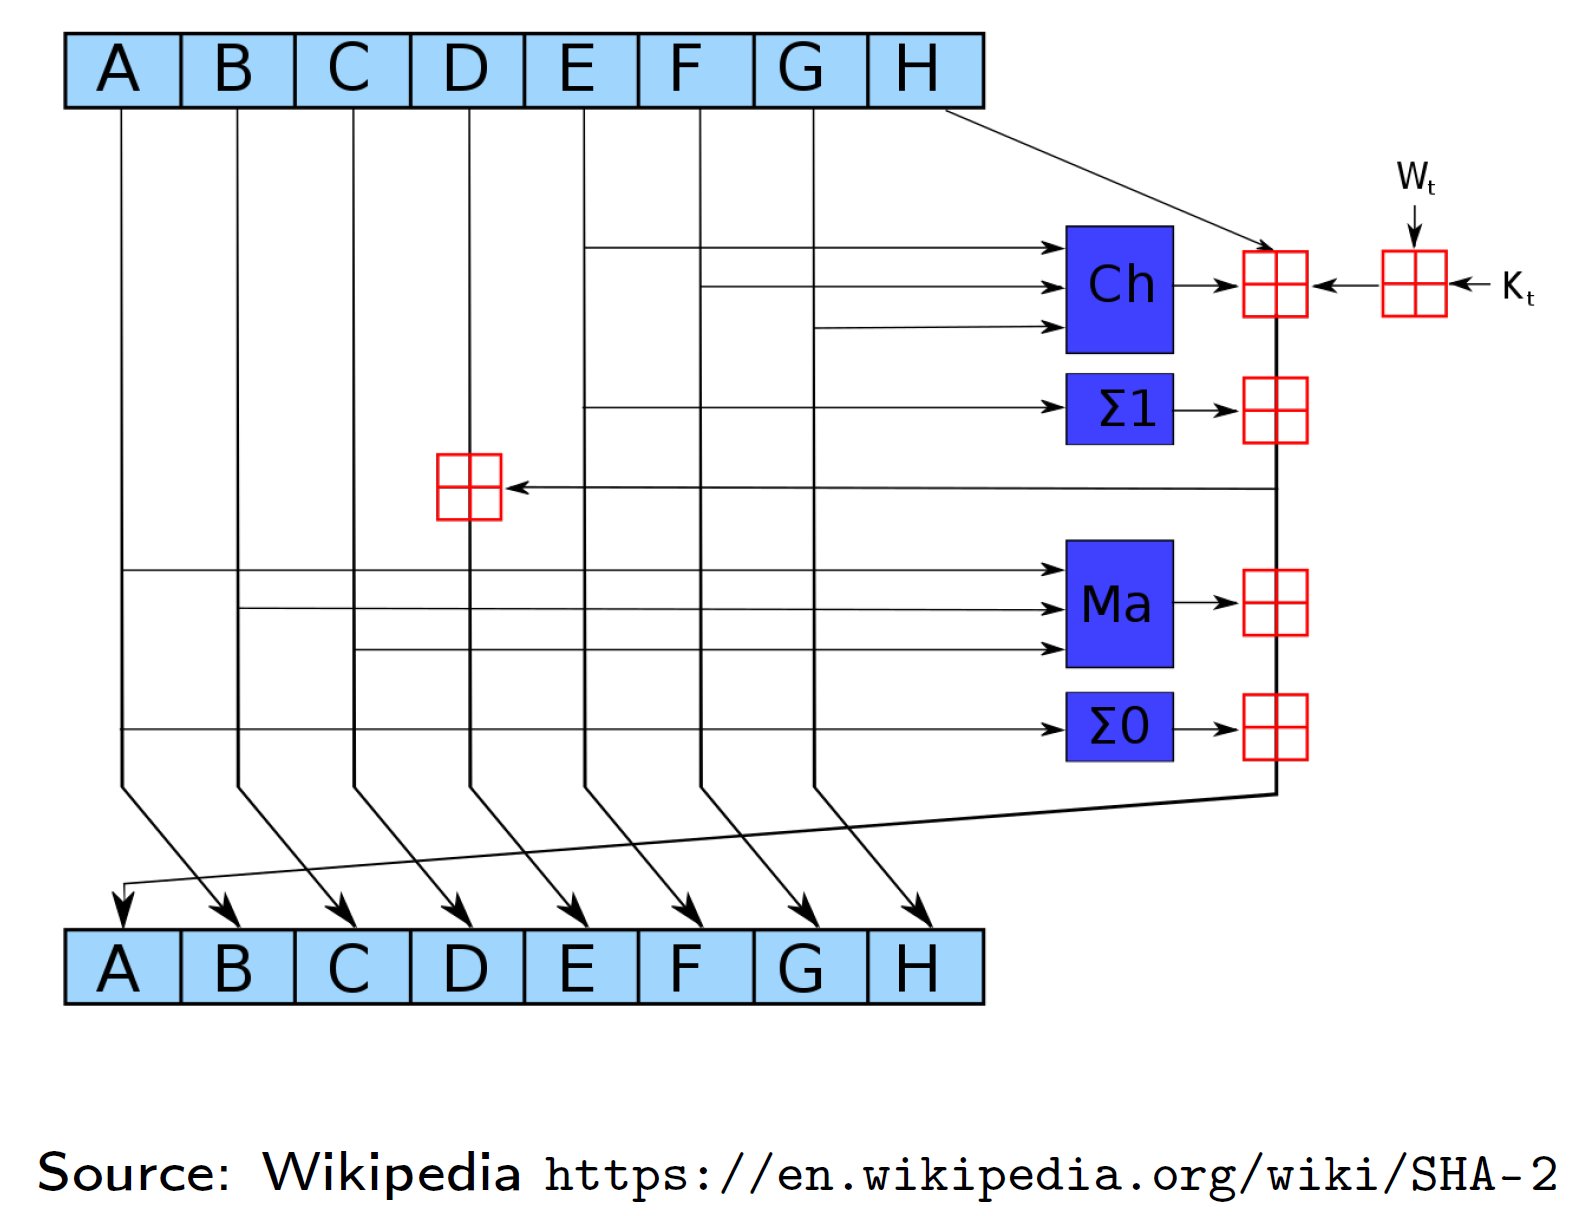 A B C D E F G H
W_t
Ch
K_t
Σ1
Ma
Σ0
A B C D E F G H
Source: Wikipedia https://en.wikipedia.org/wiki/SHA-2